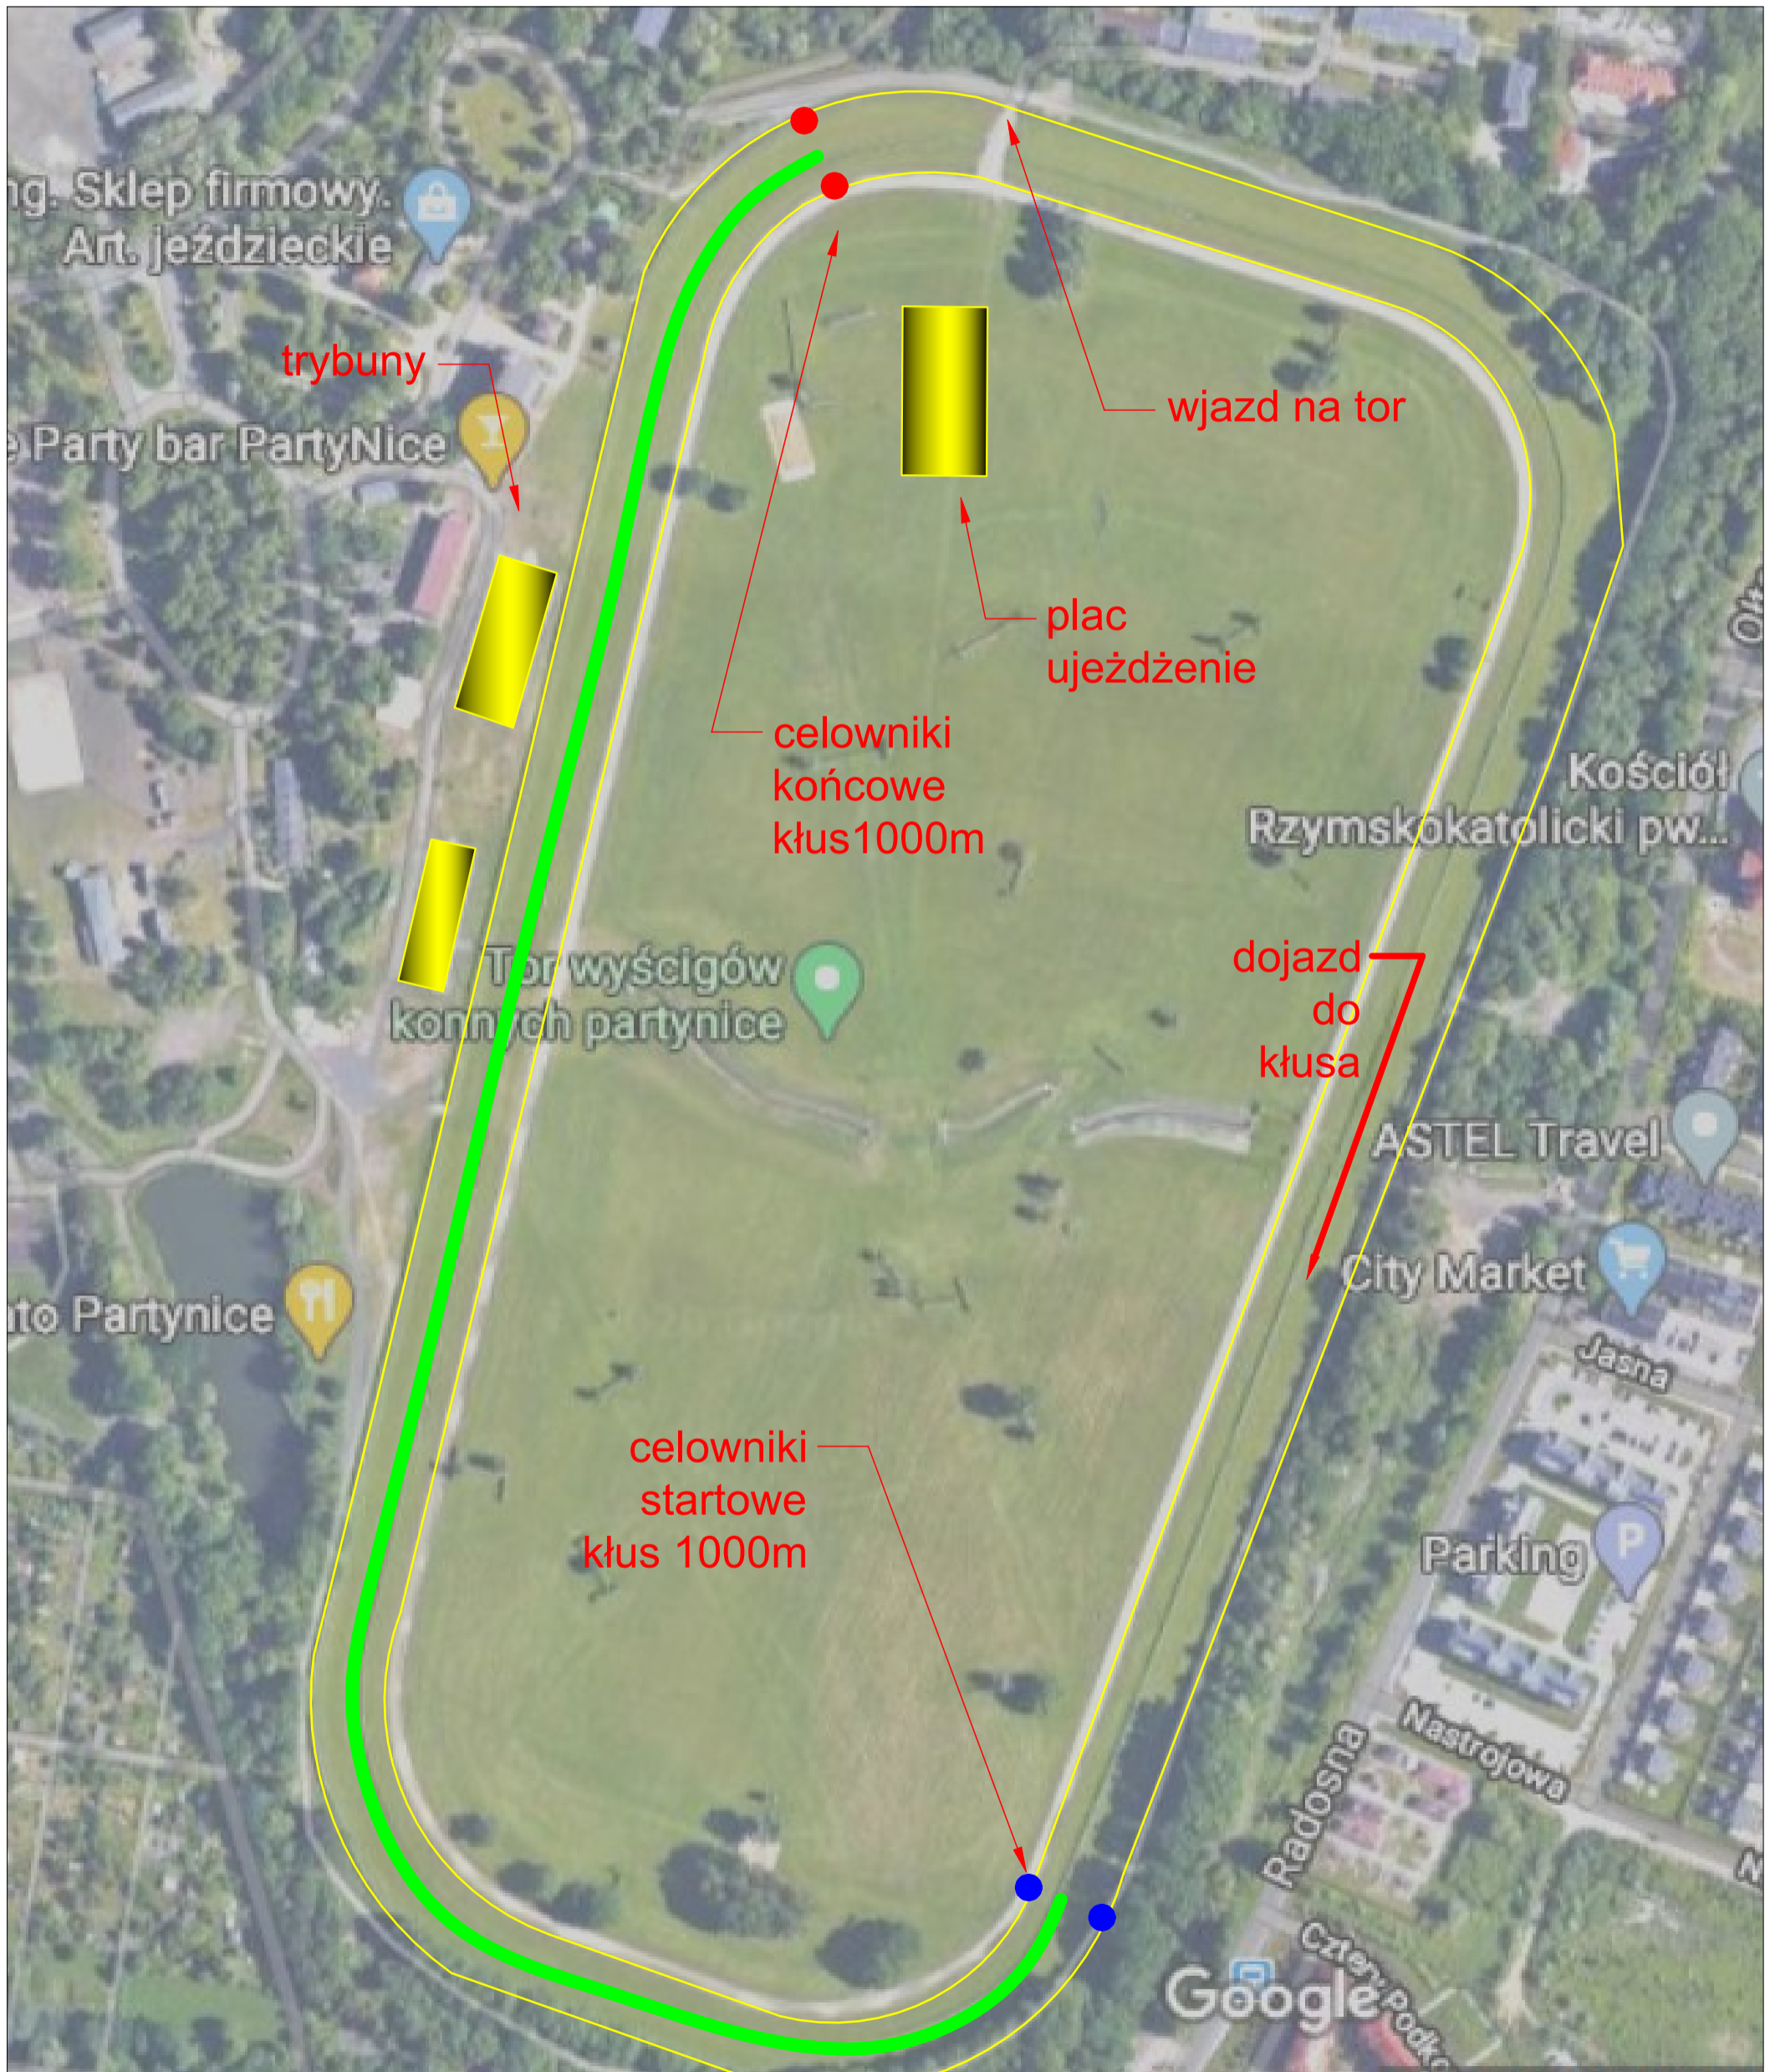 ng. Sklep firmowy.
Art. jeździeckie
trybuny
wjazd na tor
e Party bar PartyNice
plac
ujeżdżenie
celowniki
końcowe
kłus1000m
Kościół
Rzymskokatolicki pw...
Tor wyścigów
konnych partynice
dojazd
do
kłusa
ASTEL Travel
City Market
nto Partynice
Jasna
celowniki
startowe
kłus 1000m
Parking
P
Nastrojowa
Radosna
N
Google